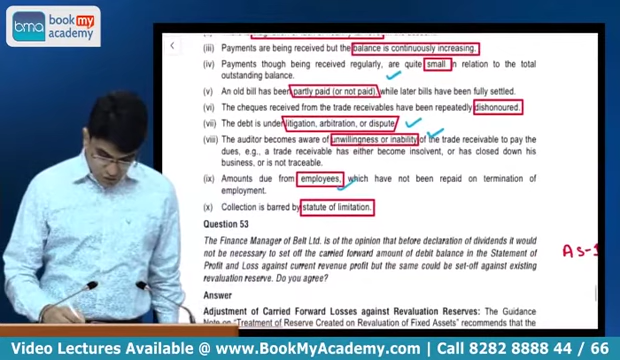 bma
book my
academy
(iii) Payments are being received but the balance is continuously increasing.
(iv) Payments though being received regularly, are quite small in relation to the total
outstanding balance.
(v) An old bill has been partly paid (or not paid), while later bills have been fully settled.
(vi) The cheques received from the trade receivables have been repeatedly dishonoured.
(vii) The debt is under litigation, arbitration, or dispute.
(viii) The auditor becomes aware of unwillingness or inability of the trade receivable to pay the
dues, e.g., a trade receivable has either become insolvent, or has closed down his
business, or is not traceable.
(ix) Amounts due from employees, which have not been repaid on termination of
employment.
(x) Collection is barred by statute of limitation.
Question 53
The Finance Manager of Belt Ltd. is of the opinion that before declaration of dividends it would
not be necessary to set off the carried forward amount of debit balance in the Statement of
Profit and Loss against current revenue profit but the same could be set-off against existing
revaluation reserve. Do you agree?
AS-1
Answer
Adjustment of Carried Forward Losses against Revaluation Reserves: The Guidance
Note on "Treatment of Reserve Created on Revaluation of Fixed Assets" recommends that the
Video Lectures Available @ www.BookMyAcademy.com / Call 8282 8888 44 / 66